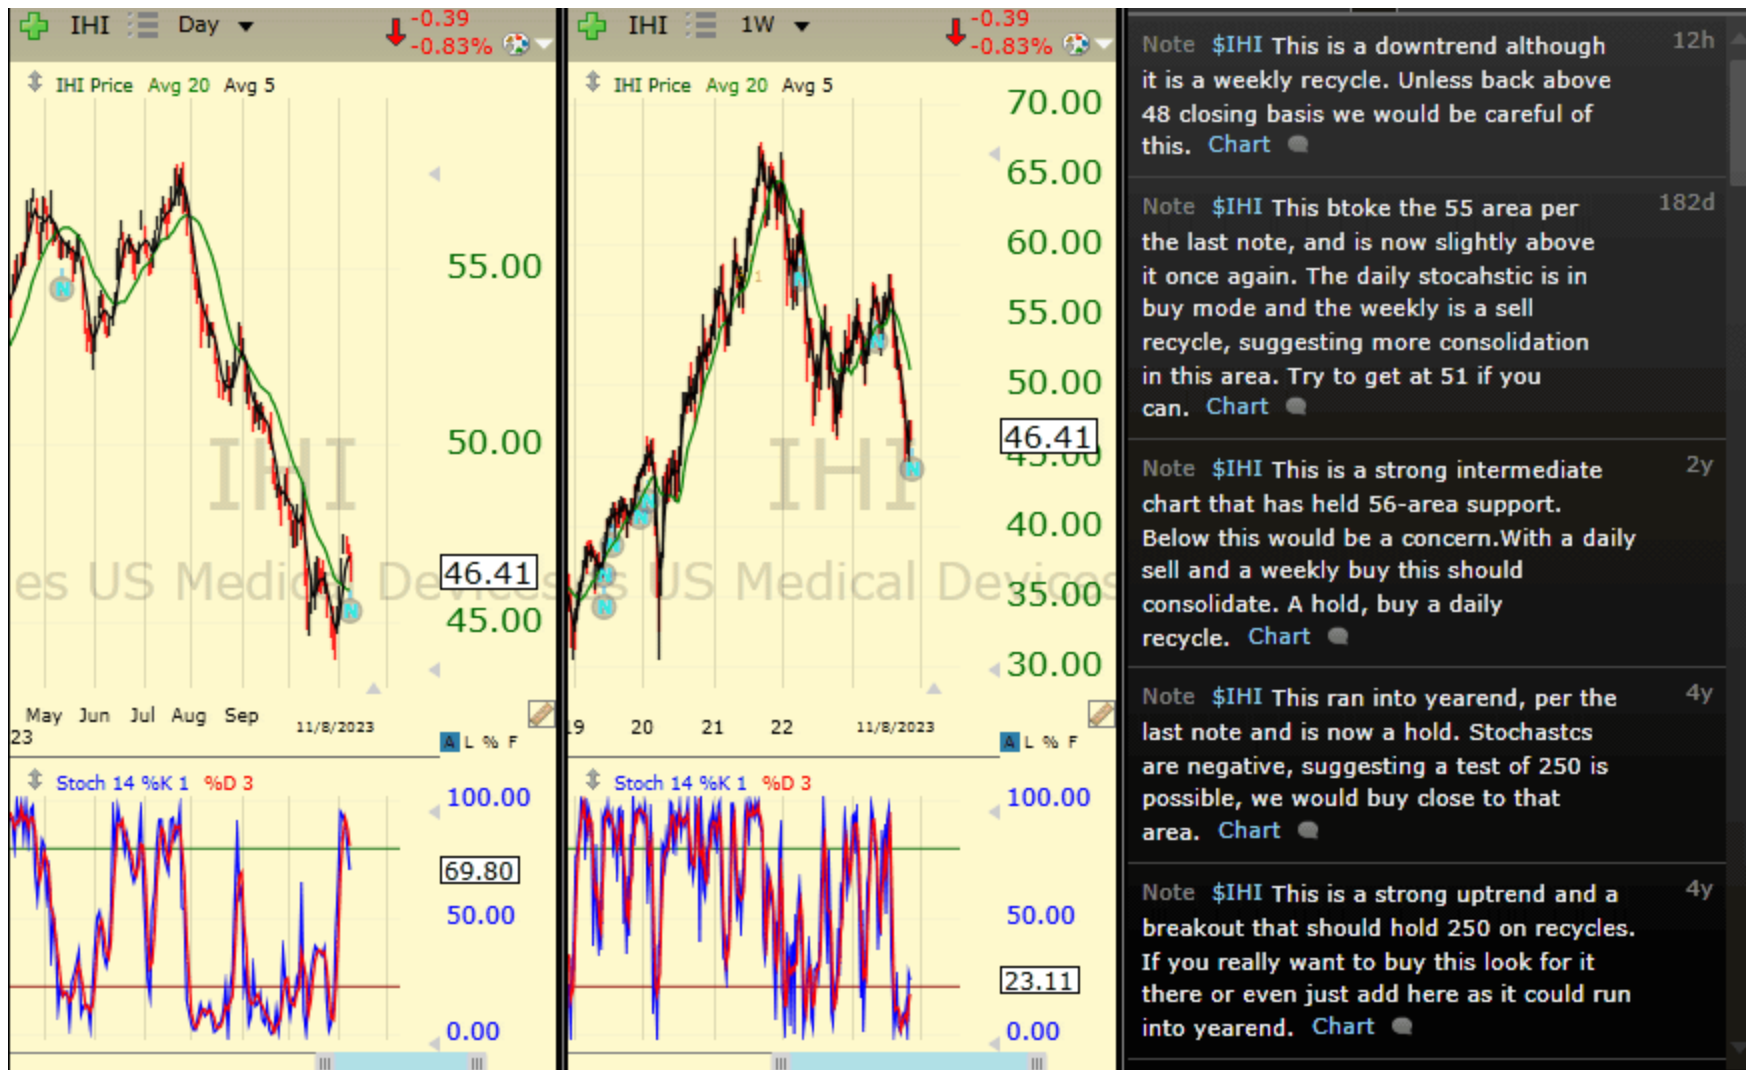 IHI Day -0.39
-0.83%
IHI Price Avg 20 Avg 5
55.00
50.00
46.41
45.00
IHI
es US Medical Devices
May Jun Jul Aug Sep 11/8/2023
23
A L % F
Stoch 14 %K 1 %D 3
100.00
69.80
50.00
0.00
N
N
IHI 1W -0.39
-0.83%
IHI Price Avg 20 Avg 5
70.00
65.00
60.00
55.00
50.00
46.41
45.00
40.00
35.00
30.00
1
IHI
s US Medical Devices
N
N
N
N
N
N
N
N
19 20 21 22 11/8/2023
A L % F
Stoch 14 %K 1 %D 3
100.00
50.00
23.11
0.00
Note $IHI This is a downtrend although 12h
it is a weekly recycle. Unless back above
48 closing basis we would be careful of
this. Chart
Note $IHI This btoke the 55 area per 182d
the last note, and is now slightly above
it once again. The daily stocahstic is in
buy mode and the weekly is a sell
recycle, suggesting more consolidation
in this area. Try to get at 51 if you
can. Chart
Note $IHI This is a strong intermediate 2y
chart that has held 56-area support.
Below this would be a concern.With a daily
sell and a weekly buy this should
consolidate. A hold, buy a daily
recycle. Chart
Note $IHI This ran into yearend, per the 4y
last note and is now a hold. Stochastcs
are negative, suggesting a test of 250 is
possible, we would buy close to that
area. Chart
Note $IHI This is a strong uptrend and a 4y
breakout that should hold 250 on recycles.
If you really want to buy this look for it
there or even just add here as it could run
into yearend. Chart